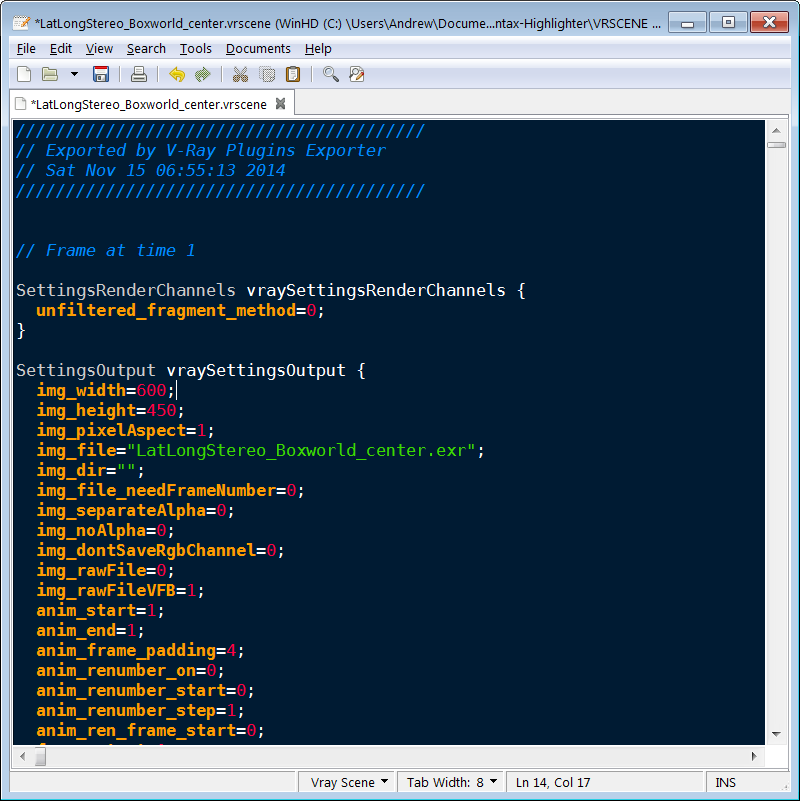 *LatLongStereo_Boxworld_center.vrscene (WinHD (C:) \Users\Andrew\Docume...ntax-Highlighter\VRSCENE ...
File Edit View Search Tools Documents Help
*LatLongStereo_Boxworld_center.vrscene
/////////////////////////////////////////
// Exported by V-Ray Plugins Exporter
// Sat Nov 15 06:55:13 2014
/////////////////////////////////////////
// Frame at time 1
SettingsRenderChannels vraySettingsRenderChannels {
unfiltered_fragment_method=0;
}
SettingsOutput vraySettingsOutput {
img_width=600;
img_height=450;
img_pixelAspect=1;
img_file="LatLongStereo_Boxworld_center.exr";
img_dir="";
img_file_needFrameNumber=0;
img_separateAlpha=0;
img_noAlpha=0;
img_dontSaveRgbChannel=0;
img_rawFile=0;
img_rawFileVFB=1;
anim_start=1;
anim_end=1;
anim_frame_padding=4;
anim_renumber_on=0;
anim_renumber_start=0;
anim_renumber_step=1;
anim_ren_frame_start=0;
Vray Scene Tab Width: 8 Ln 14, Col 17 INS